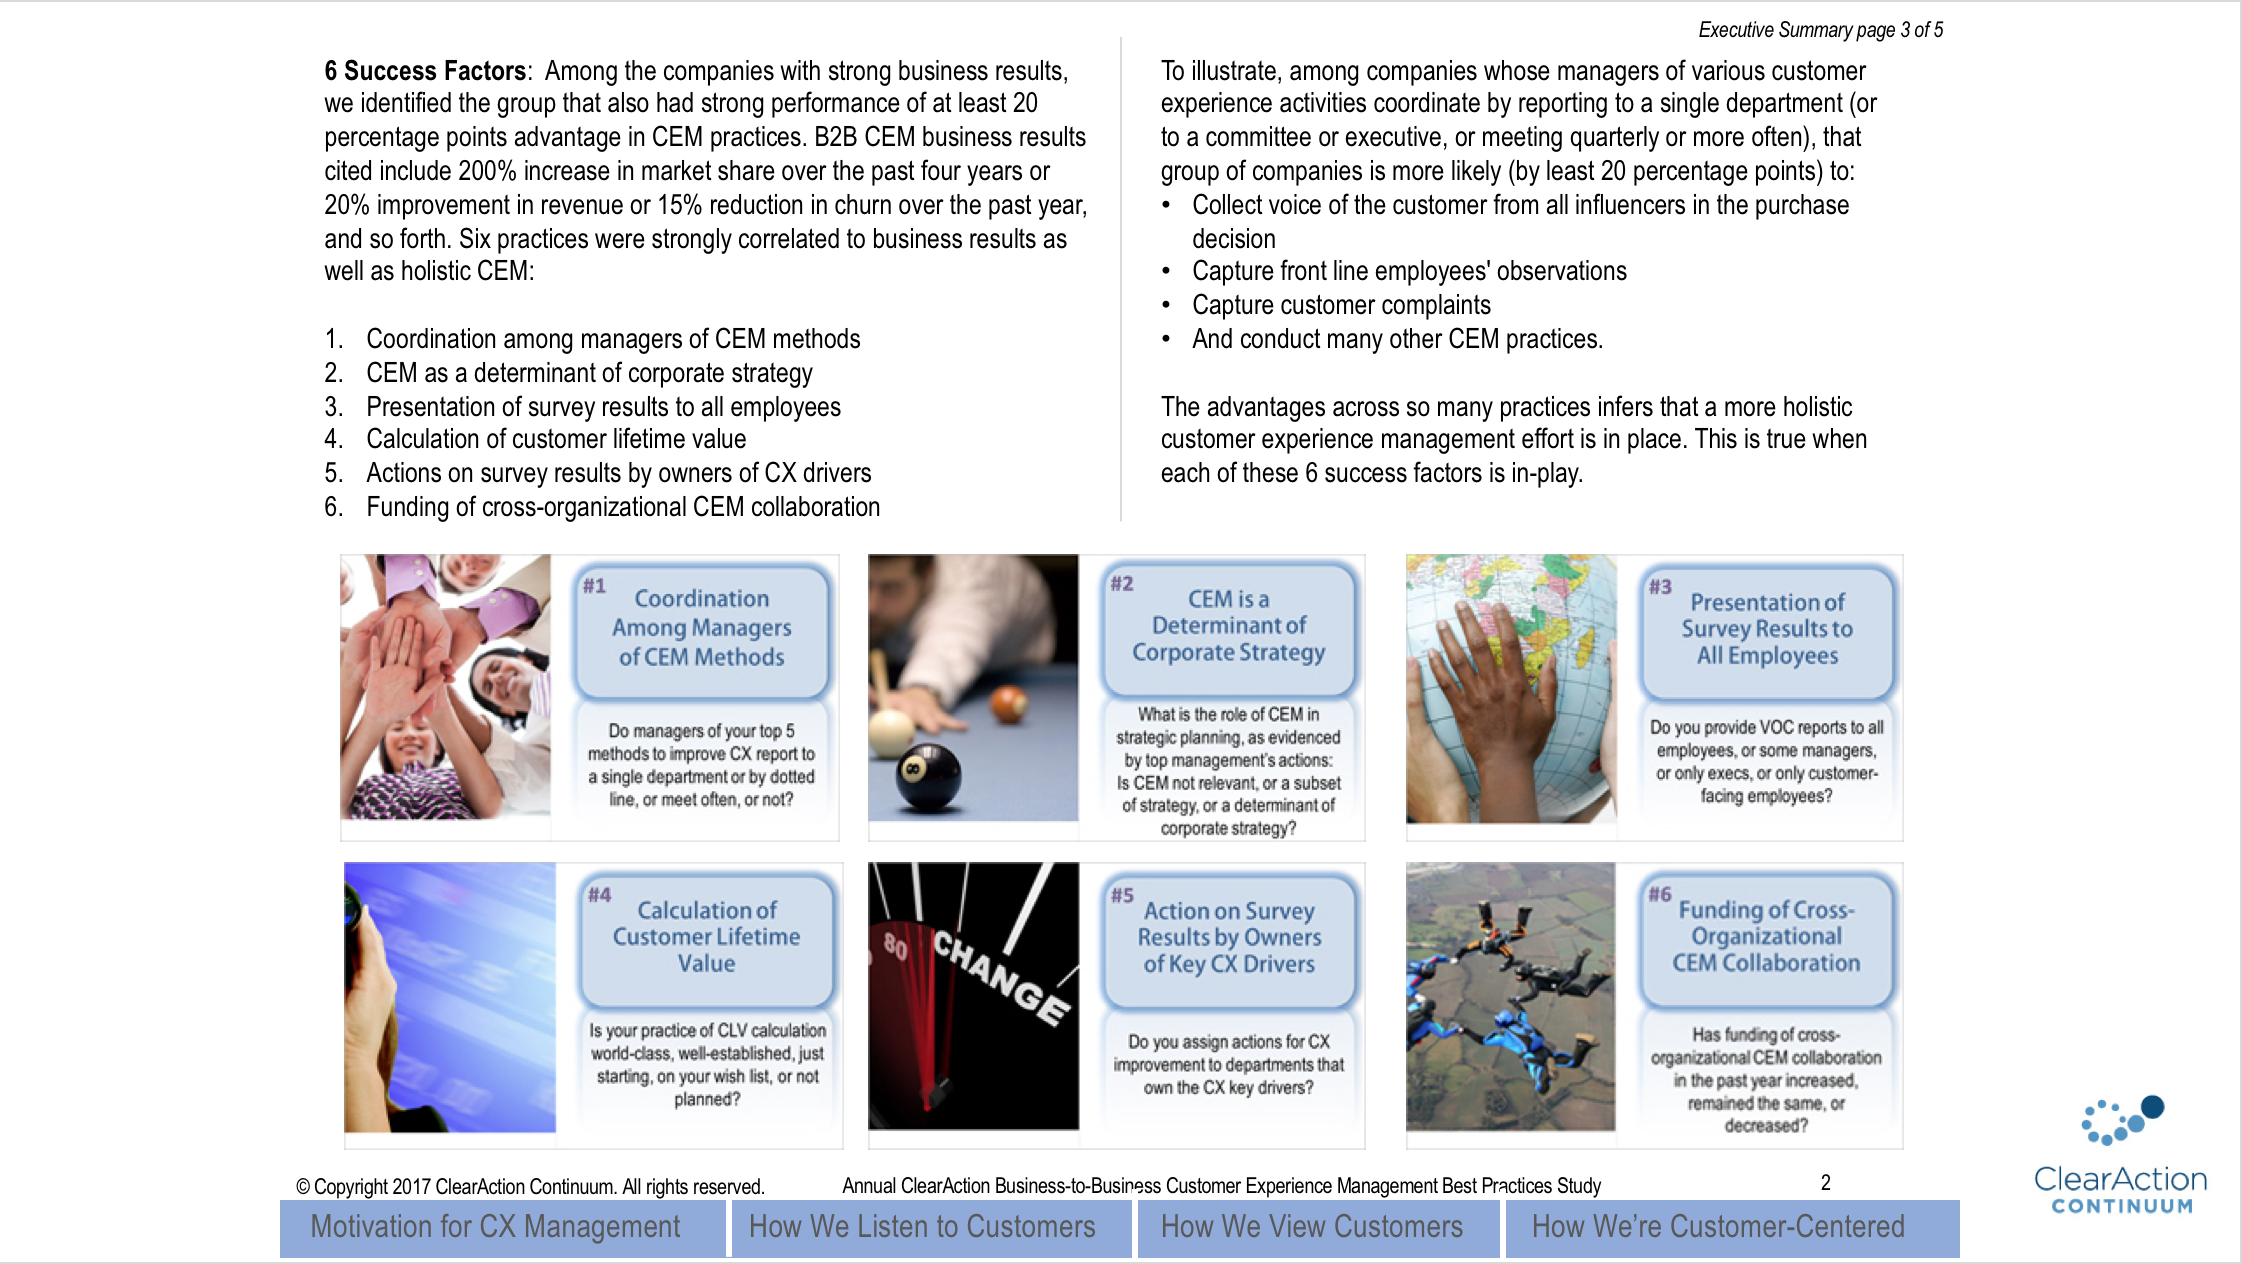 Executive Summary page 3 of 5
6 Success Factors:  Among the companies with strong business results,
we identified the group that also had strong performance of at least 20
percentage points advantage in CEM practices. B2B CEM business results
cited include 200% increase in market share over the past four years or
20% improvement in revenue or 15% reduction in churn over the past year,
and so forth. Six practices were strongly correlated to business results as
well as holistic CEM:
1. Coordination among managers of CEM methods
2. CEM as a determinant of corporate strategy
3. Presentation of survey results to all employees
4. Calculation of customer lifetime value
5. Actions on survey results by owners of CX drivers
6. Funding of cross-organizational CEM collaboration
To illustrate, among companies whose managers of various customer
experience activities coordinate by reporting to a single department (or
to a committee or executive, or meeting quarterly or more often), that
group of companies is more likely (by least 20 percentage points) to:
• Collect voice of the customer from all influencers in the purchase
decision
• Capture front line employees' observations
• Capture customer complaints
• And conduct many other CEM practices.
The advantages across so many practices infers that a more holistic
customer experience management effort is in place. This is true when
each of these 6 success factors is in-play.
#1
Coordination
Among Managers
of CEM Methods
Do managers of your top 5
methods to improve CX report to
a single department or by dotted
line, or meet often, or not?
8
#2
CEM is a
Determinant of
Corporate Strategy
What is the role of CEM in
strategic planning, as evidenced
by top management's actions:
Is CEM not relevant, or a subset
of strategy, or a determinant of
corporate strategy?
#3
Presentation of
Survey Results to
All Employees
Do you provide VOC reports to all
employees, or some managers,
or only execs, or only customer-
facing employees?
#4
Calculation of
Customer Lifetime
Value
Is your practice of CLV calculation
world-class, well-established, just
starting, on your wish list, or not
planned?
80
CHANGE
#5
Action on Survey
Results by Owners
of Key CX Drivers
Do you assign actions for CX
improvement to departments that
own the CX key drivers?
#6
Funding of Cross-
Organizational
CEM Collaboration
Has funding of cross-
organizational CEM collaboration
in the past year increased,
remained the same, or
decreased?
© Copyright 2017 ClearAction Continuum. All rights reserved.
Annual ClearAction Business-to-Business Customer Experience Management Best Practices Study
2
ClearAction
CONTINUUM
Motivation for CX Management
How We Listen to Customers
How We View Customers
How We’re Customer-Centered